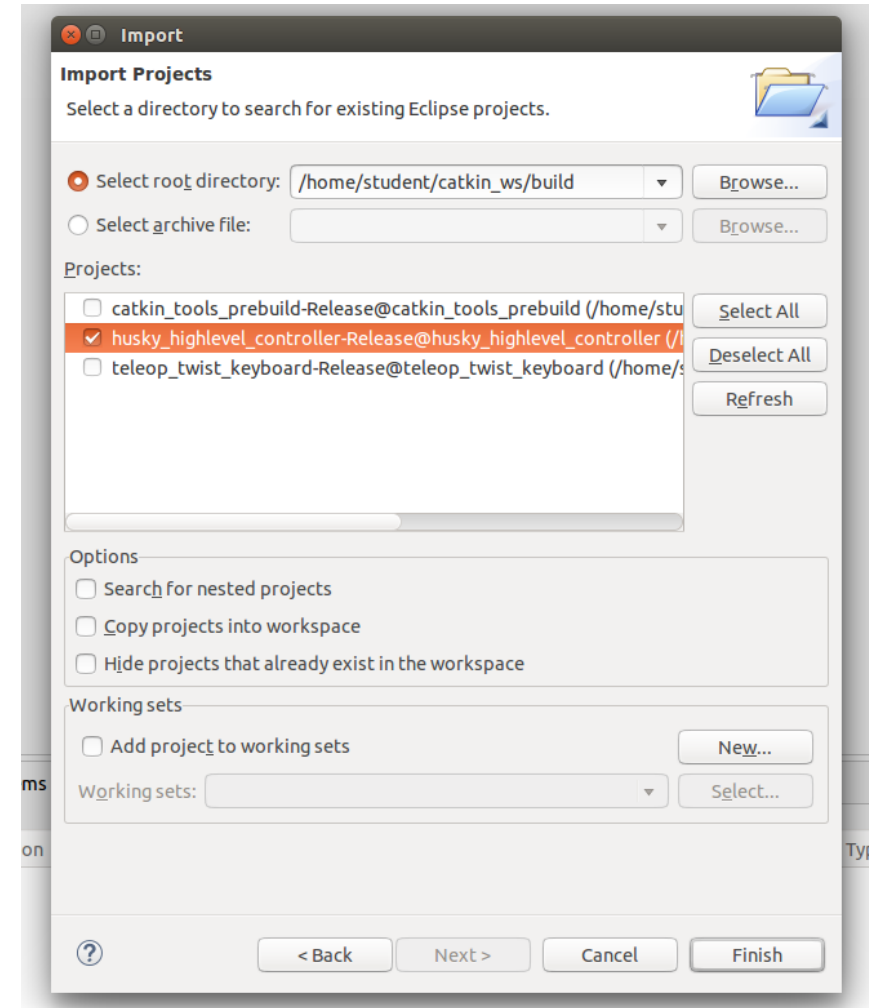 Import
Import Projects
Select a directory to search for existing Eclipse projects.
Select root directory: /home/student/catkin_ws/build Browse...
Select archive file: Browse...
Projects:
catkin_tools_prebuild-Release@catkin_tools_prebuild (/home/stu Select All
husky_highlevel_controller-Release@husky_highlevel_controller (/h
Deselect All
teleop_twist_keyboard-Release@teleop_twist_keyboard (/home/s
Refresh
Options
Search for nested projects
Copy projects into workspace
Hide projects that already exist in the workspace
Working sets
Add project to working sets New...
ms
Working sets: Select...
on Typ
? < Back Next > Cancel Finish